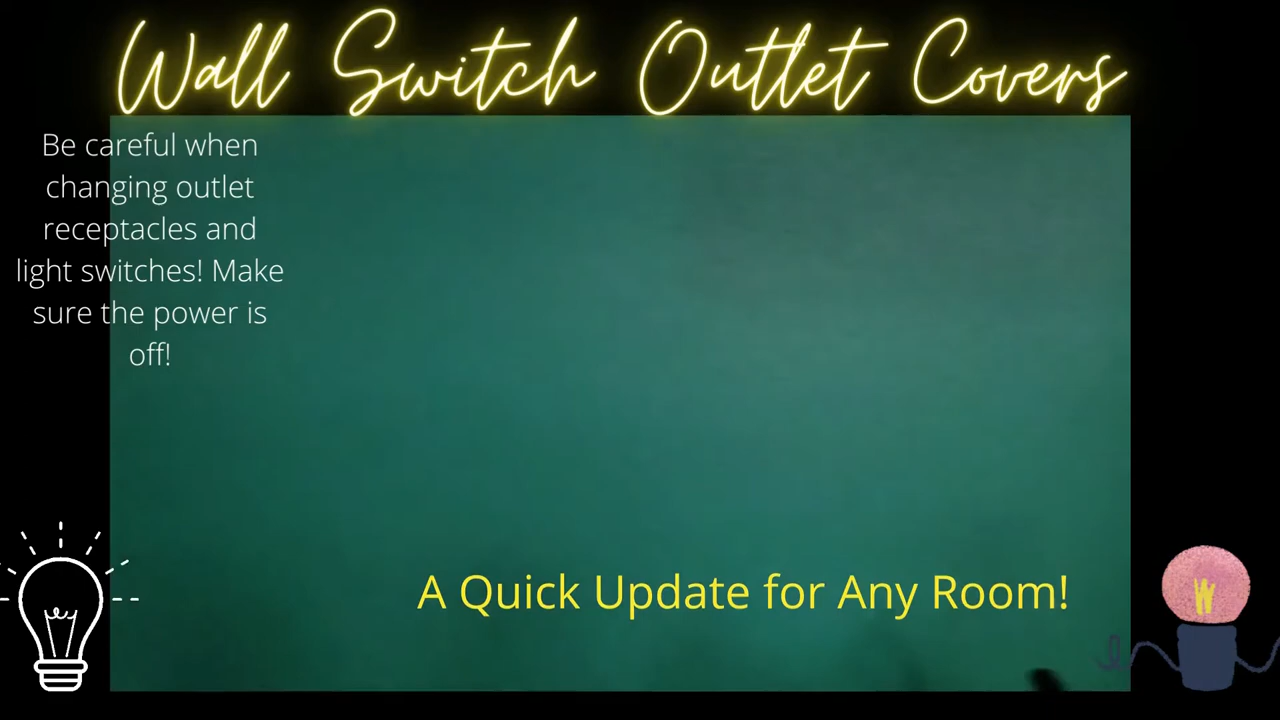 Wall Switch Outlet Covers
Be careful when
changing outlet
receptacles and
light switches! Make
sure the power is
off!
A Quick Update for Any Room!